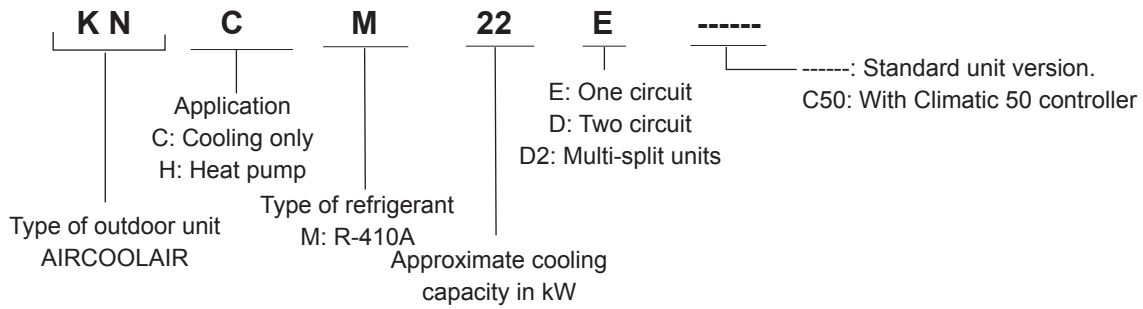 K N C M 22 E ------
------: Standard unit version.
C50: With Climatic 50 controller
E: One circuit
D: Two circuit
D2: Multi-split units
Application
C: Cooling only
H: Heat pump
Type of refrigerant
M: R-410A
Type of outdoor unit
AIRCOOLAIR
Approximate cooling
capacity in kW